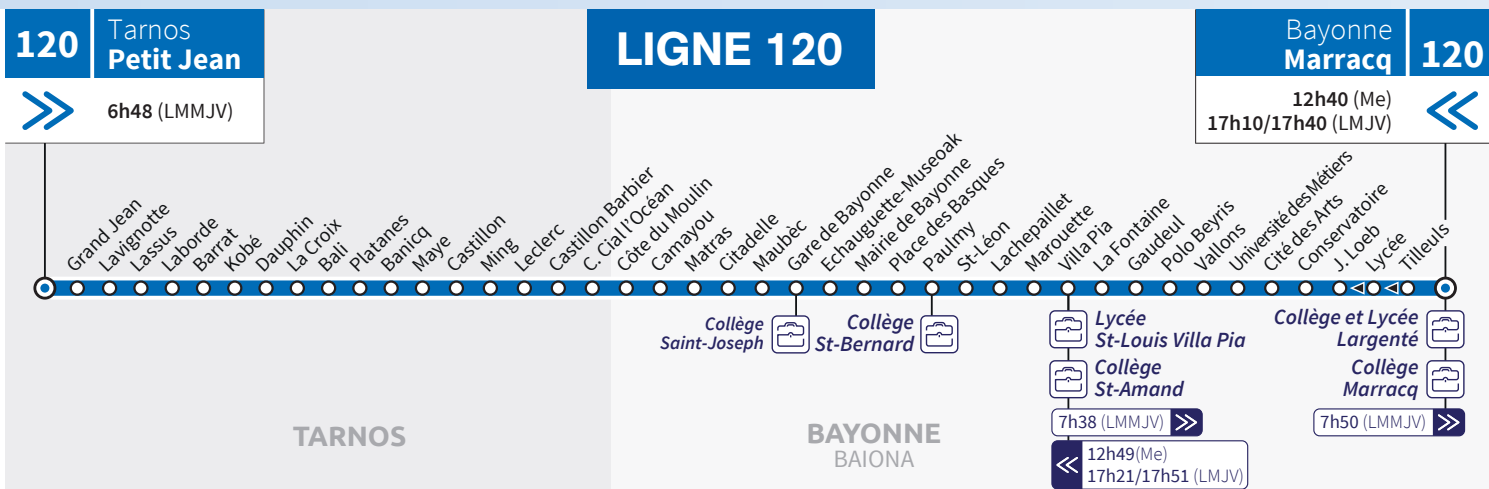 120
Tarnos
Petit Jean
6h48 (LMMJV)
LIGNE 120
Bayonne
Marracq
120
12h40 (Me)
17h10/17h40 (LMJV)
Grand Jean
Lavignotte
Lassus
Laborde
Barrat
Kobé
Dauphin
La Croix
Bali
Platanes
Banicq
Maye
Castillon
Ming
Leclerc
Castillon Barbier
C. Cial l'Océan
Côte du Moulin
Camayou
Matras
Citadelle
Maubèc
Gare de Bayonne
Echauguette-Museoak
Mairie de Bayonne
Place des Basques
Paulmy
St-Léon
Lachepaillet
Marouette
Villa Pia
La Fontaine
Gaudeul
Polo Beyris
Vallons
Université des Métiers
Cité des Arts
Conservatoire
J. Loeb
Lycée
Tilleuls
Collège
Saint-Joseph
Collège
St-Bernard
Lycée
St-Louis Villa Pia
Collège
St-Amand
7h38 (LMMJV)
12h49(Me)
17h21/17h51 (LMJV)
Collège et Lycée
Largenté
Collège
Marracq
7h50 (LMMJV)
TARNOS
BAYONNE
BAIONA